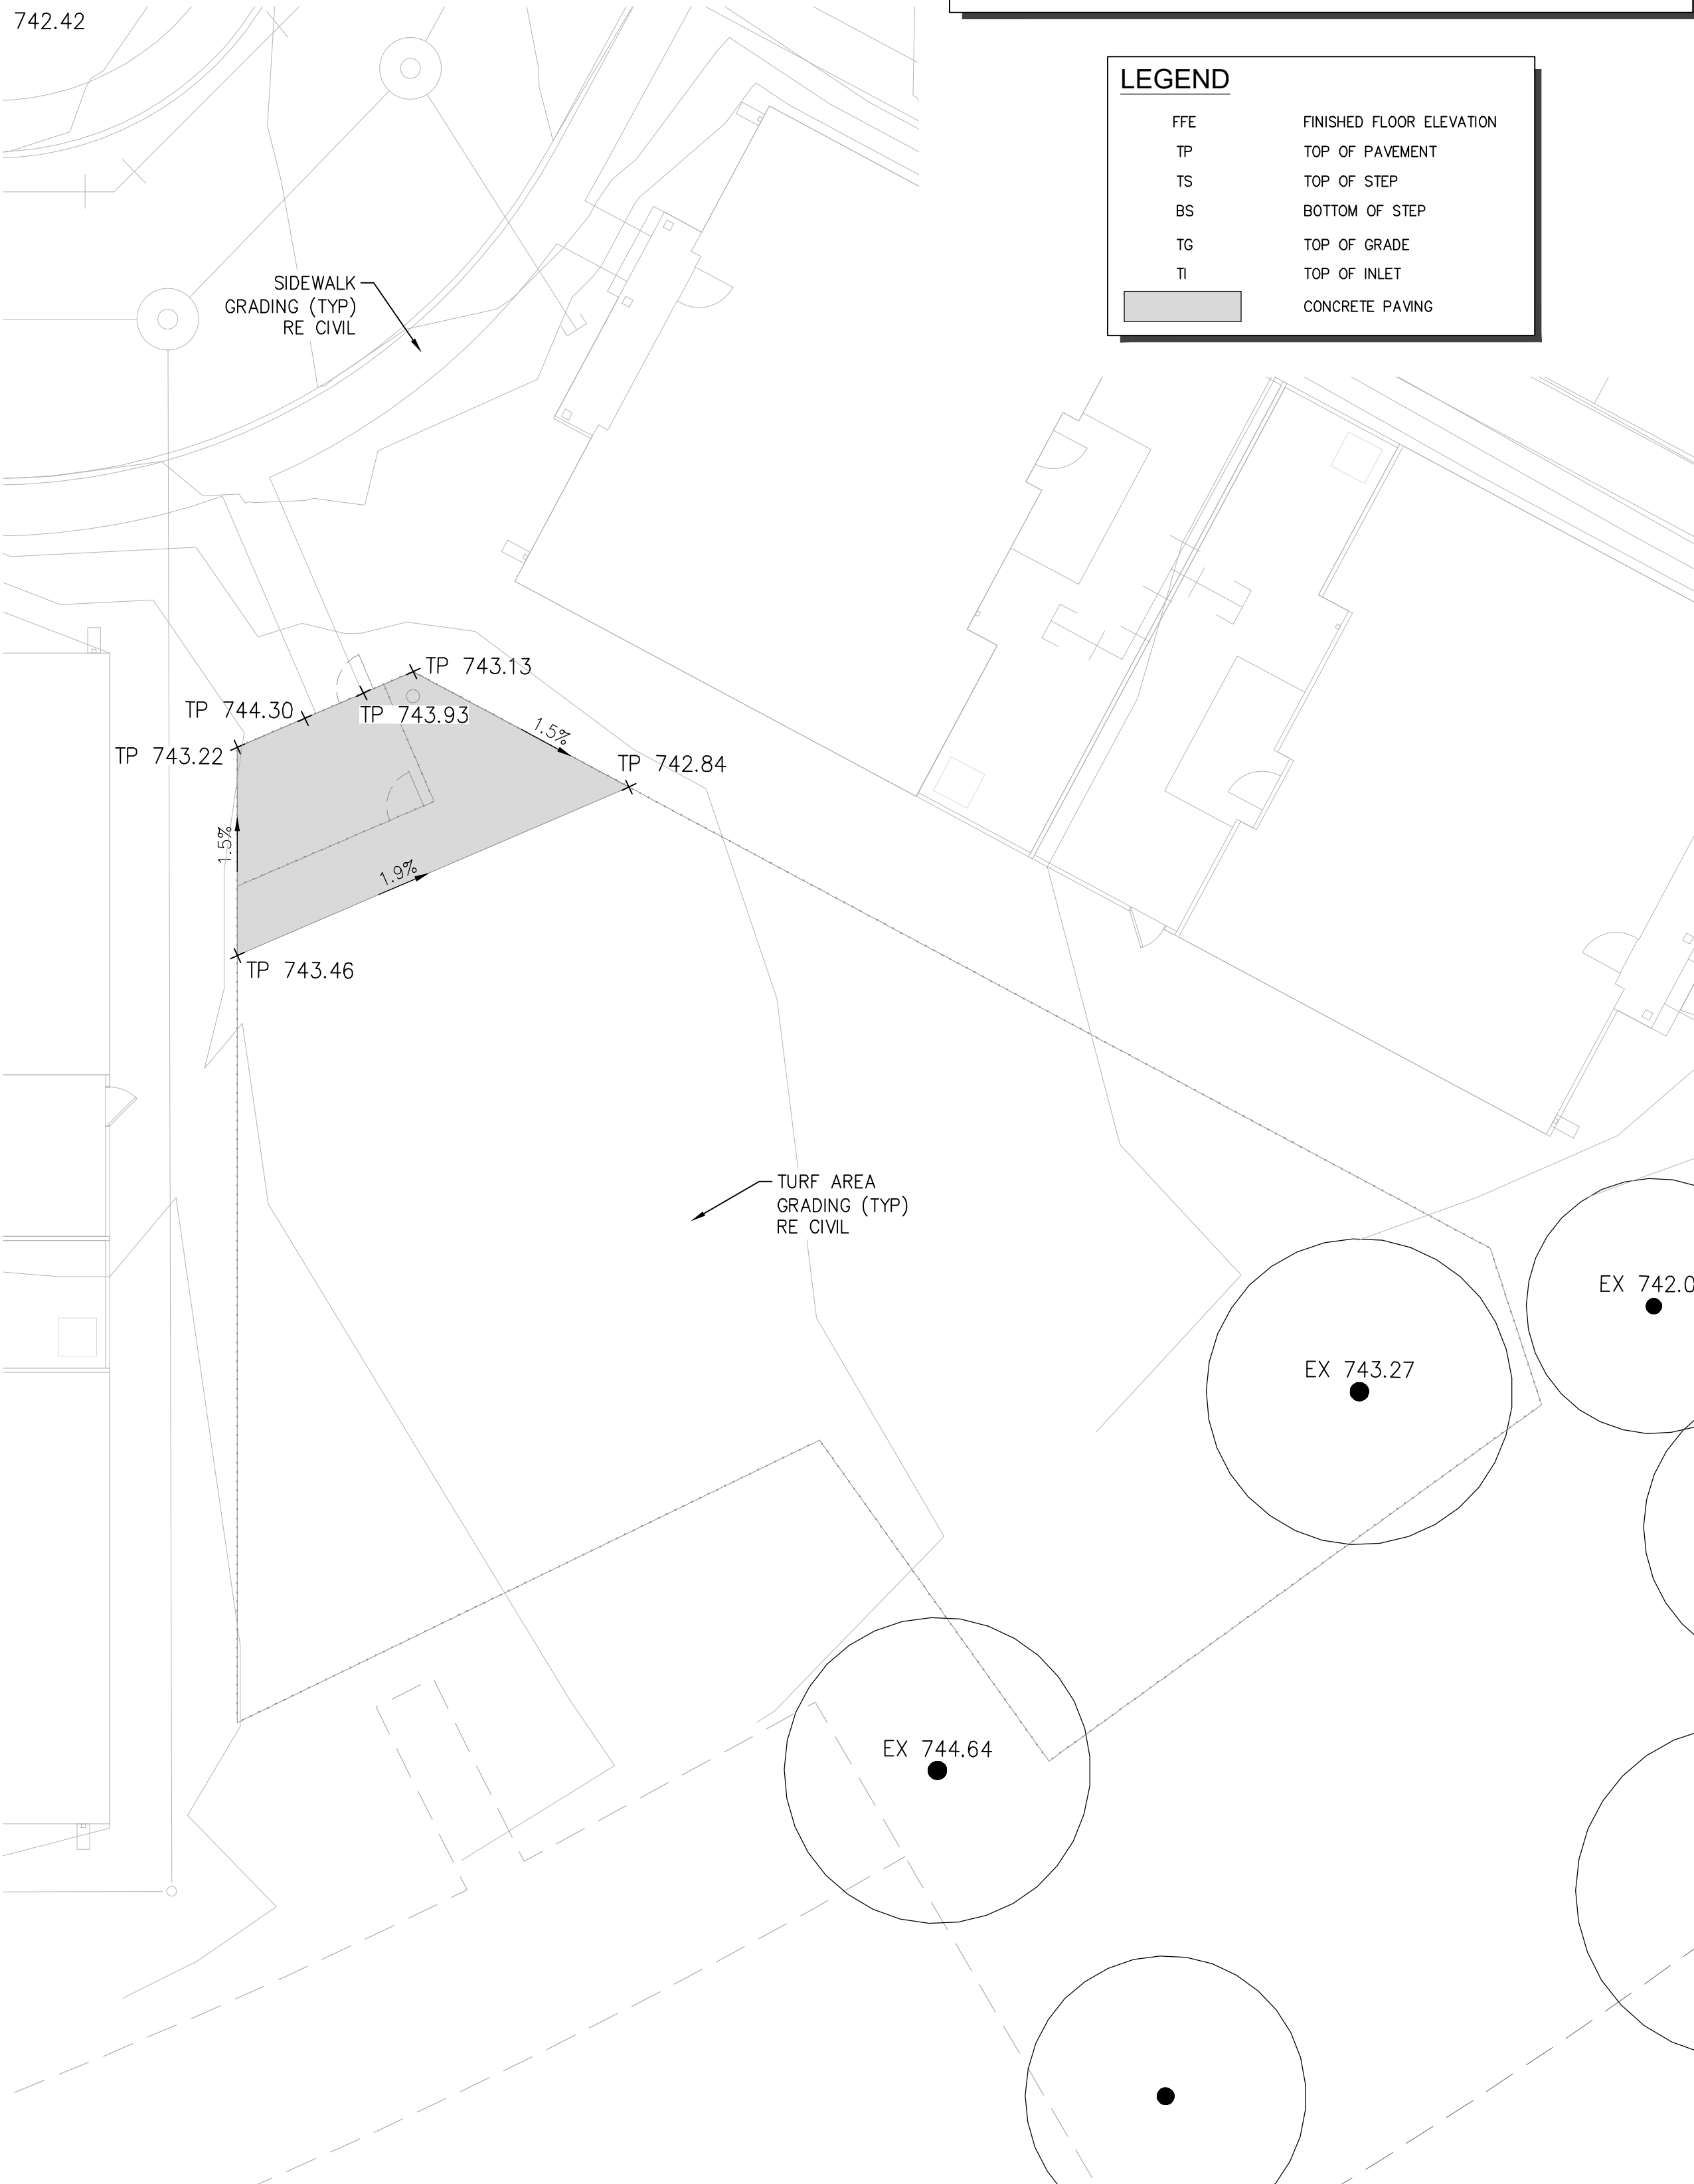 742.42
LEGEND
FFE FINISHED FLOOR ELEVATION
TP TOP OF PAVEMENT
TS TOP OF STEP
BS BOTTOM OF STEP
TG TOP OF GRADE
TI TOP OF INLET
CONCRETE PAVING
SIDEWALK
GRADING (TYP)
RE CIVIL
TP 743.13
TP 744.30
TP 743.93
1.5%
TP 743.22
TP 742.84
1.5%
1.9%
TP 743.46
TURF AREA
GRADING (TYP)
RE CIVIL
EX 742.0
EX 743.27
EX 744.64